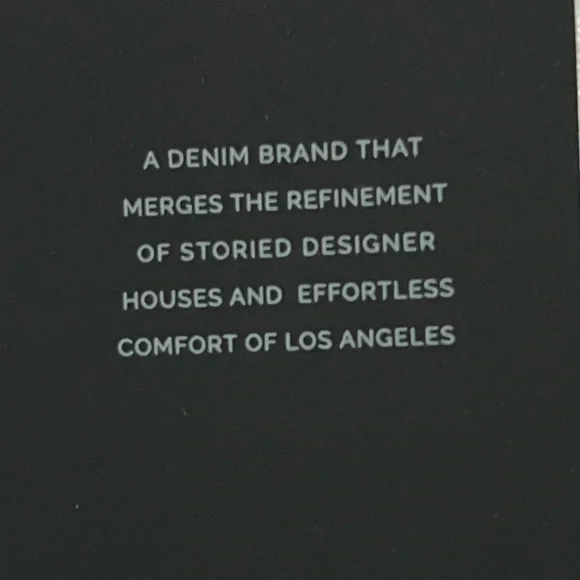 A DENIM BRAND THAT
MERGES THE REFINEMENT
OF STORIED DESIGNER
HOUSES AND EFFORTLESS
COMFORT OF LOS ANGELES